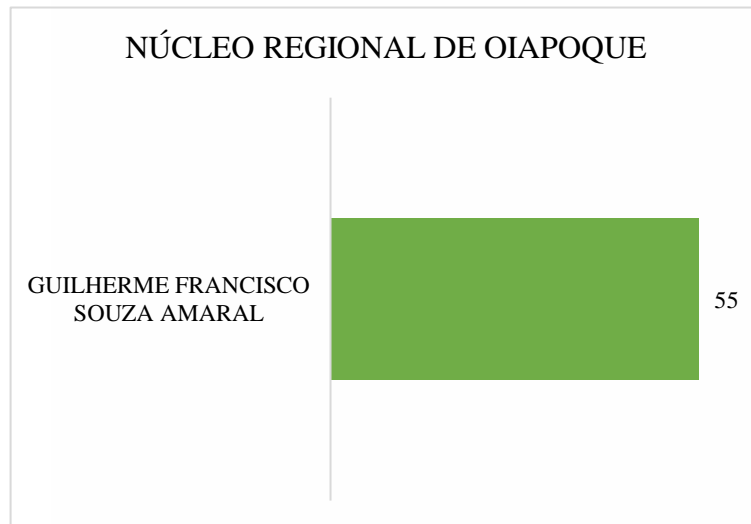 NÚCLEO REGIONAL DE OIAPOQUE
GUILHERME FRANCISCO
SOUZA AMARAL
55